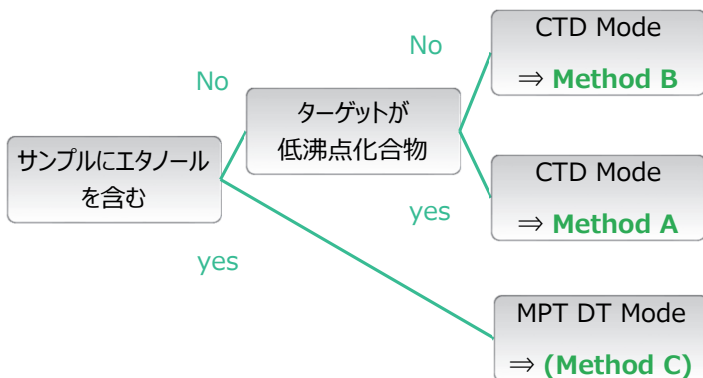 サンプルにエタノール
を含む
No
yes
ターゲットが
低沸点化合物
No
yes
CTD Mode
⇒ Method B
CTD Mode
⇒ Method A
MPT DT Mode
⇒ (Method C)